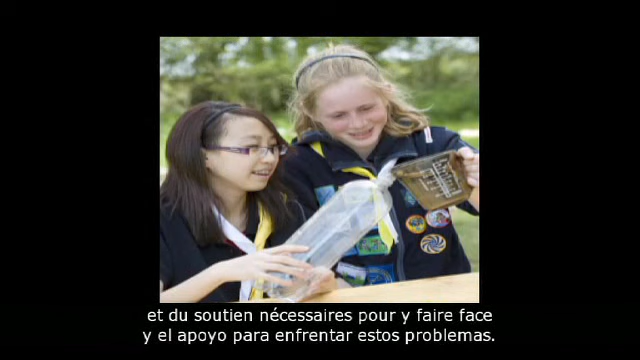 et du soutien nécessaires pour y faire face
y el apoyo para enfrentar estos problemas.